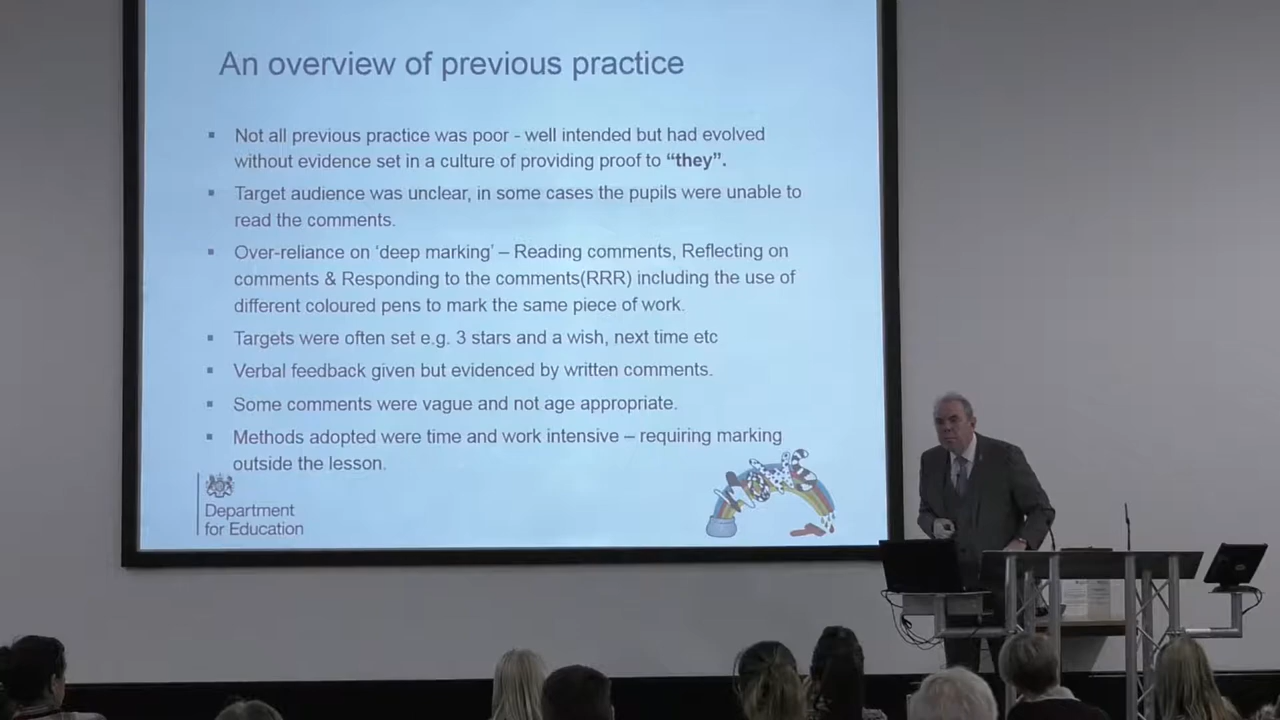 An overview of previous practice
▪ Not all previous practice was poor - well intended but had evolved
without evidence set in a culture of providing proof to “they”.
▪ Target audience was unclear, in some cases the pupils were unable to
read the comments.
▪ Over-reliance on ‘deep marking’ – Reading comments, Reflecting on
comments & Responding to the comments(RRR) including the use of
different coloured pens to mark the same piece of work.
▪ Targets were often set e.g. 3 stars and a wish, next time etc
▪ Verbal feedback given but evidenced by written comments.
▪ Some comments were vague and not age appropriate.
▪ Methods adopted were time and work intensive – requiring marking
outside the lesson.
Department
for Education